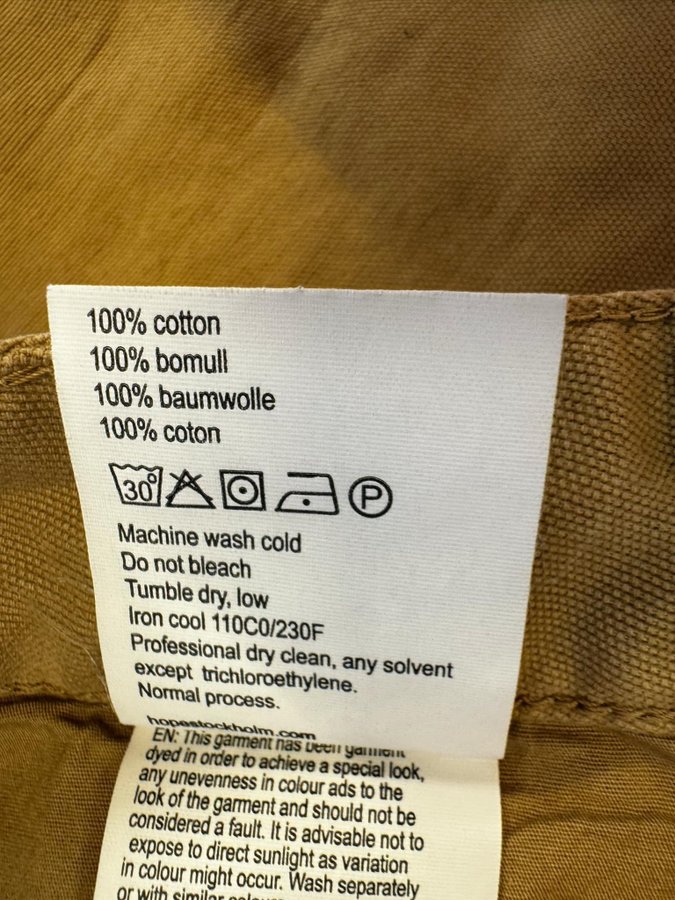 100% cotton
100% bomull
100% baumwolle
100% coton
30°
P
Machine wash cold
Do not bleach
Tumble dry, low
Iron cool 110C0/230F
Professional dry clean, any solvent
except trichloroethylene.
Normal process.
hopestockholm.com
EN: This garment has been garment
dyed in order to achieve a special look,
any unevenness in colour ads to the
look of the garment and should not be
considered a fault. It is advisable not to
expose to direct sunlight as variation
in colour might occur. Wash separately
or with similar